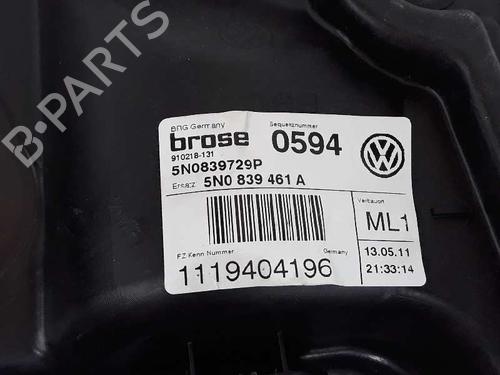 B-PARTS
BDG Germany
Sequenznummer
brose
0594
910218-131
5N0839729P
Ersatz: 5N0 839 461 A
Verbauort
ML1
FZ Kenn Nummer
Germany
13.05.11
1119404196
21:33:14